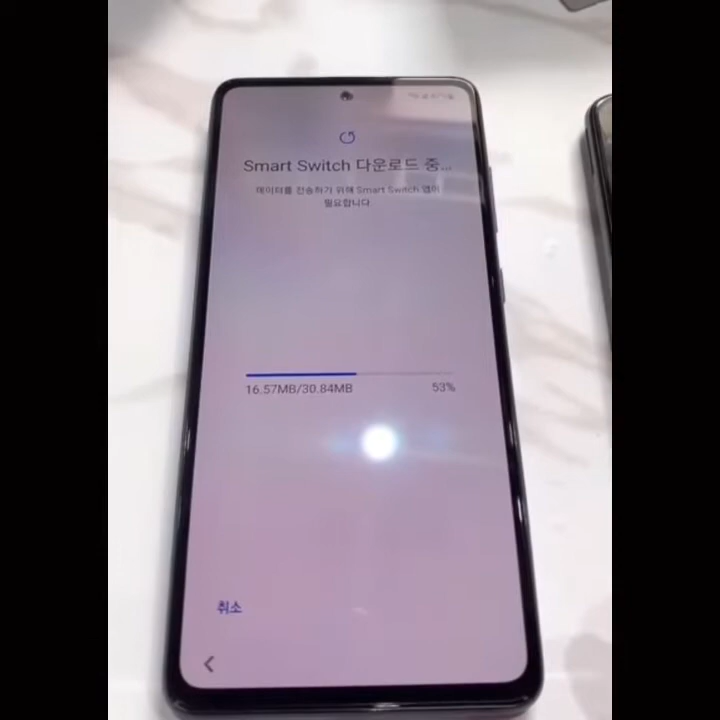 Smart Switch 다운로드 중...
데이터를 전송하기 위해 Smart Switch 앱이
필요합니다.
16.57MB/30.84MB 53%
취소